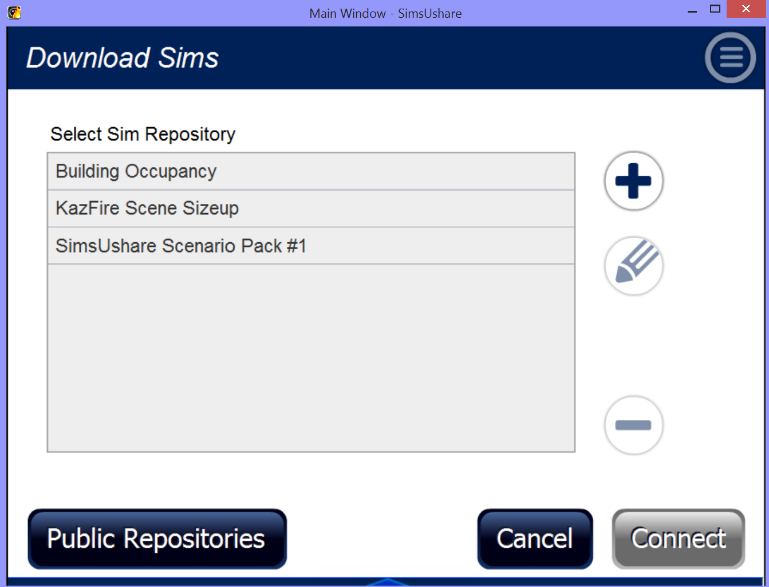 Main Window - SimsUshare
Download Sims
Select Sim Repository
Building Occupancy
KazFire Scene Sizeup
SimsUshare Scenario Pack #1
Public Repositories
Cancel
Connect